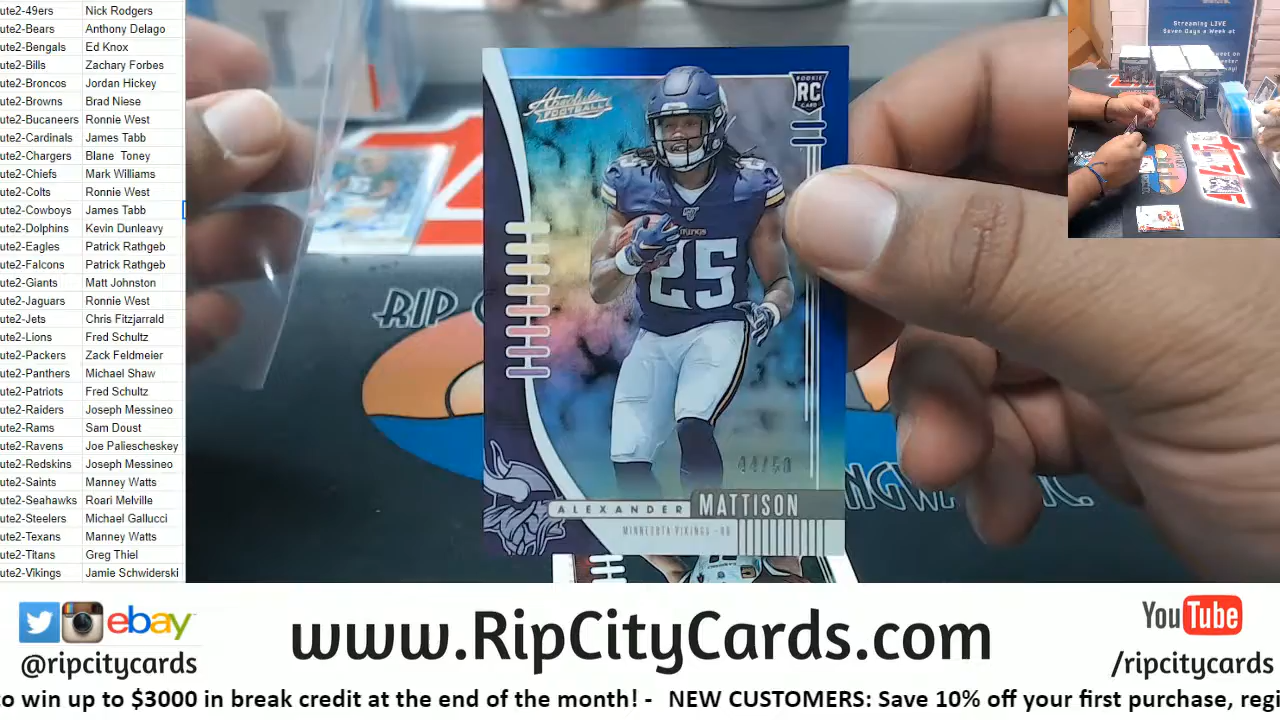 ute2-49ers Nick Rodgers
ute2-Bears Anthony Delago
ute2-Bengals Ed Knox
ute2-Bills Zachary Forbes
ute2-Broncos Jordan Hickey
ute2-Browns Brad Niese
ute2-Bucaneers Ronnie West
ute2-Cardinals James Tabb
ute2-Chargers Blane Toney
ute2-Chiefs Mark Williams
ute2-Colts Ronnie West
ute2-Cowboys James Tabb
ute2-Dolphins Kevin Dunleavy
ute2-Eagles Patrick Rathgeb
ute2-Falcons Patrick Rathgeb
ute2-Giants Matt Johnston
ute2-Jaguars Ronnie West
ute2-Jets Chris Fitzjarrald
ute2-Lions Fred Schultz
ute2-Packers Zack Feldmeier
ute2-Panthers Michael Shaw
ute2-Patriots Fred Schultz
ute2-Raiders Joseph Messineo
ute2-Rams Sam Doust
ute2-Ravens Joe Paliescheskey
ute2-Redskins Joseph Messineo
ute2-Saints Manney Watts
ute2-Seahawks Roari Melville
ute2-Steelers Michael Gallucci
ute2-Texans Manney Watts
ute2-Titans Greg Thiel
ute2-Vikings Jamie Schwiderski
Absolute
FOOTBALL
ROOKIE
RC
CARD
25
44/50
ALEXANDER MATTISON
MINNESOTA VIKINGS - RB
RIP
Streaming LIVE
Seven Days a Week at
ebay
@ripcitycards
www.RipCityCards.com
YouTube
/ripcitycards
to win up to $3000 in break credit at the end of the month! - NEW CUSTOMERS: Save 10% off your first purchase, regi